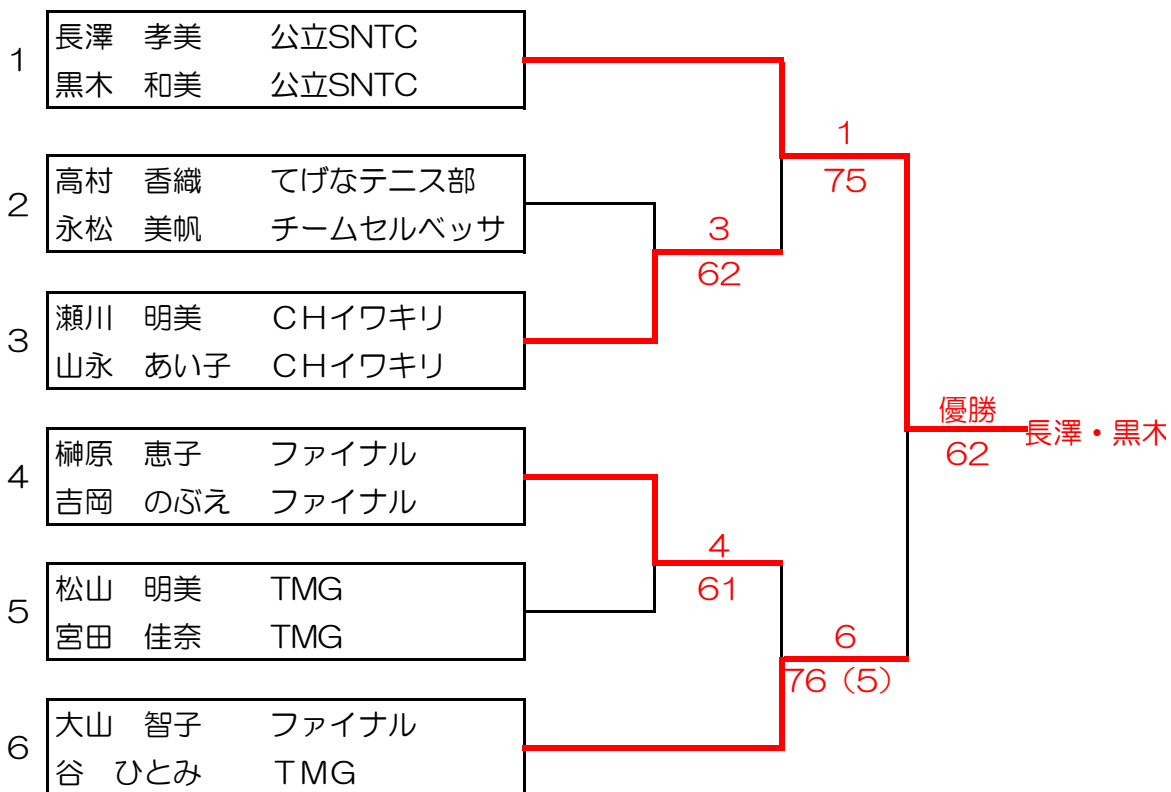 1
長澤　孝美　公立SNTC
黒木　和美　公立SNTC
2
高村　香織　てげなテニス部
永松　美帆　チームセルベッサ
3
瀬川　明美　ＣＨイワキリ
山永　あい子　ＣＨイワキリ
4
榊原　恵子　ファイナル
吉岡　のぶえ　ファイナル
5
松山　明美　TMG
宮田　佳奈　TMG
6
大山　智子　ファイナル
谷　ひとみ　ＴＭＧ
3
62
4
61
1
75
6
76（5）
優勝
62
長澤・黒木